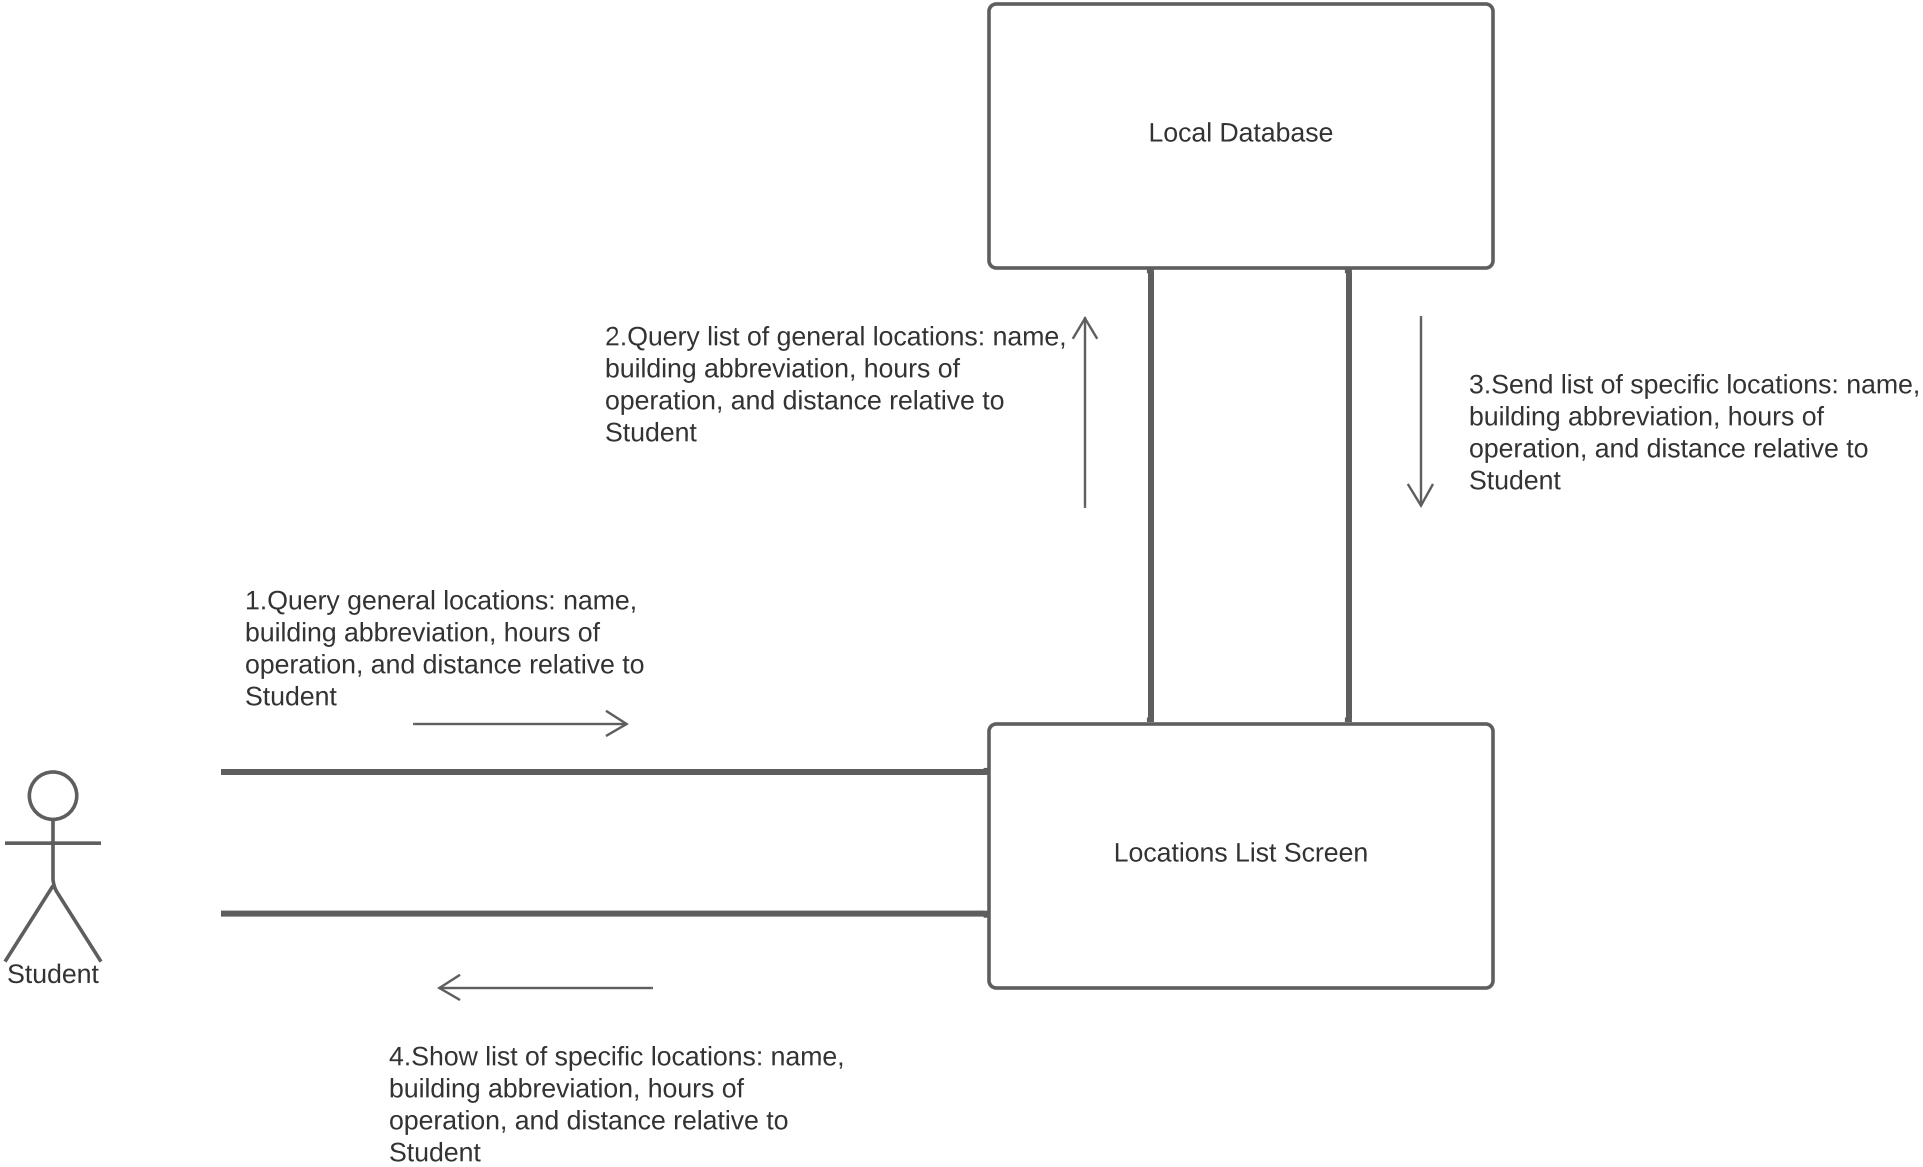 Local Database
2.Query list of general locations: name,
building abbreviation, hours of
operation, and distance relative to
Student
3.Send list of specific locations: name,
building abbreviation, hours of
operation, and distance relative to
Student
1.Query general locations: name,
building abbreviation, hours of
operation, and distance relative to
Student
Locations List Screen
Student
4.Show list of specific locations: name,
building abbreviation, hours of
operation, and distance relative to
Student